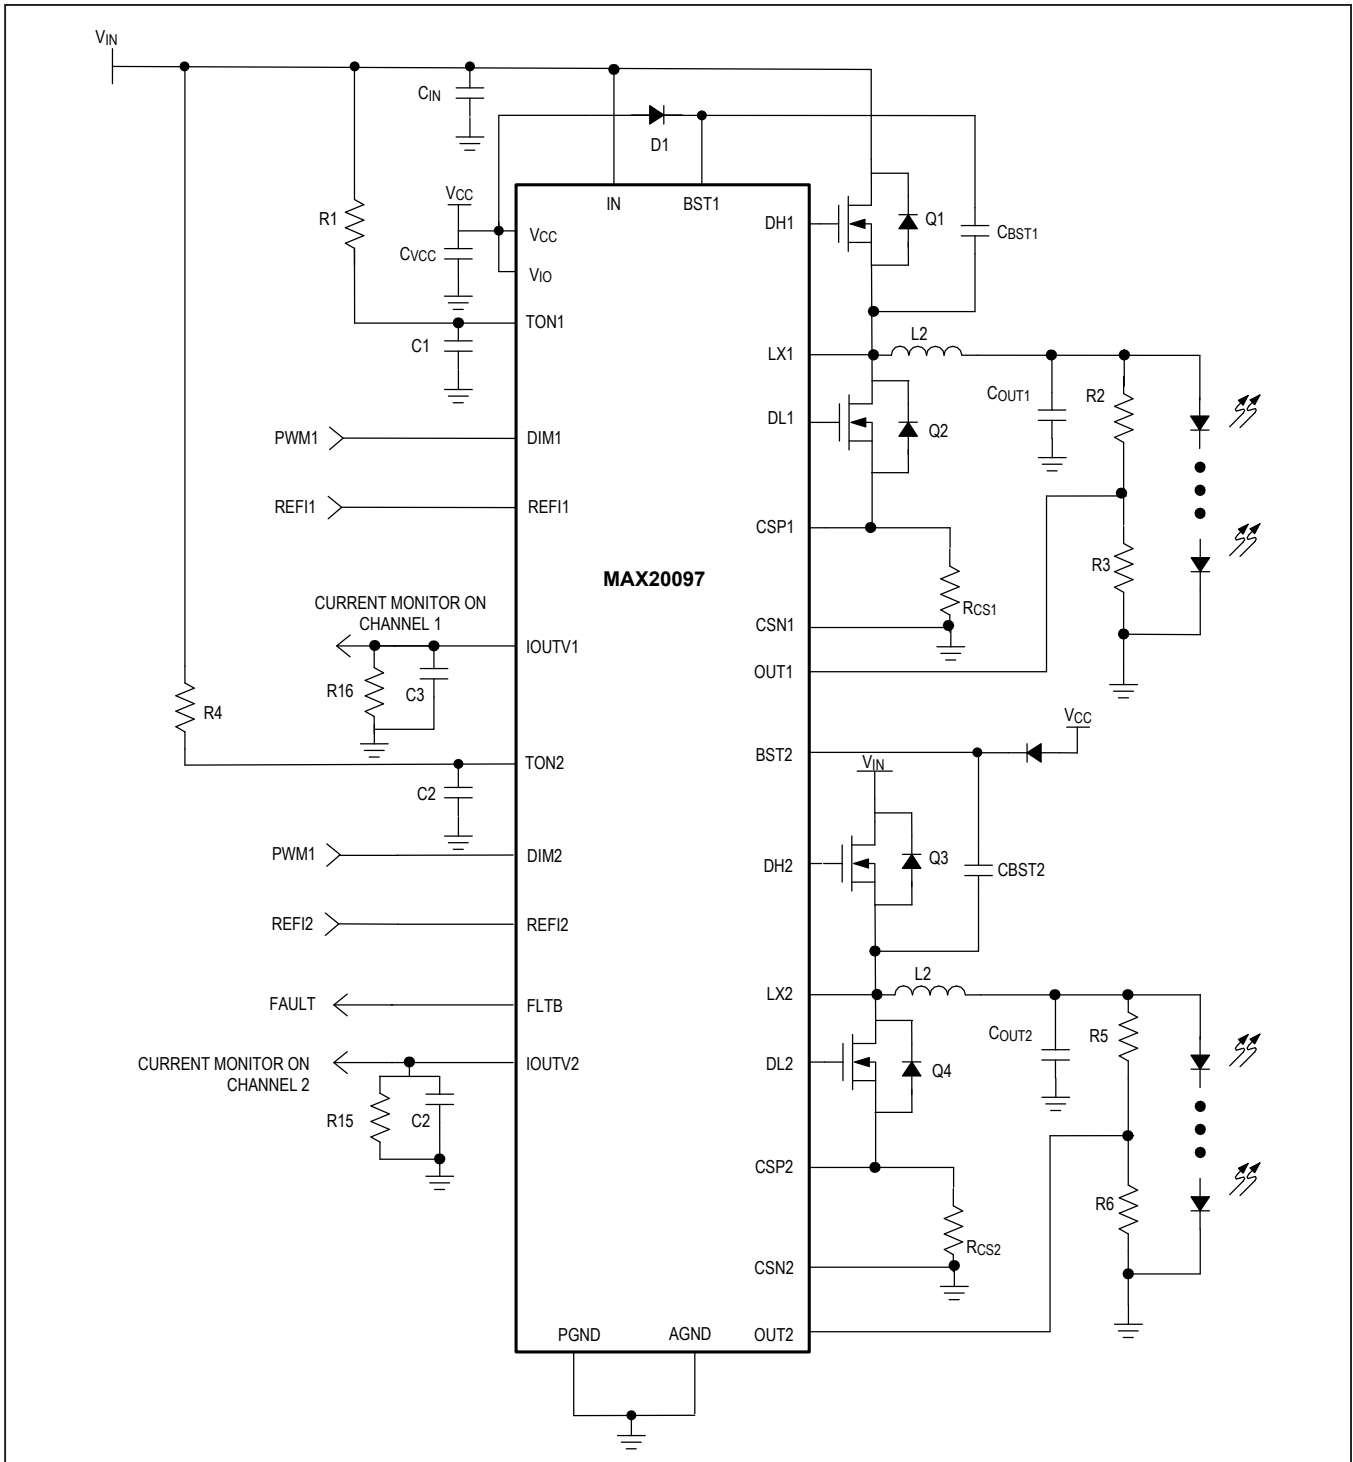 VIN
CIN
D1
VCC
IN
BST1
R1
DH1
Q1
CBST1
VCC
CVCC
VIO
TON1
L2
C1
LX1
COUT1
R2
DL1
Q2
PWM1
DIM1
REFI1
REFI1
CSP1
R3
MAX20097
RCS1
CURRENT MONITOR ON
CHANNEL 1
CSN1
IOUTV1
OUT1
R16
C3
R4
VCC
BST2
TON2
VIN
C2
PWM1
DIM2
DH2
Q3
CBST2
REFI2
REFI2
L2
LX2
FAULT
FLTB
COUT2
R5
CURRENT MONITOR ON
CHANNEL 2
IOUTV2
DL2
Q4
R15
C2
CSP2
R6
RCS2
CSN2
PGND
AGND
OUT2